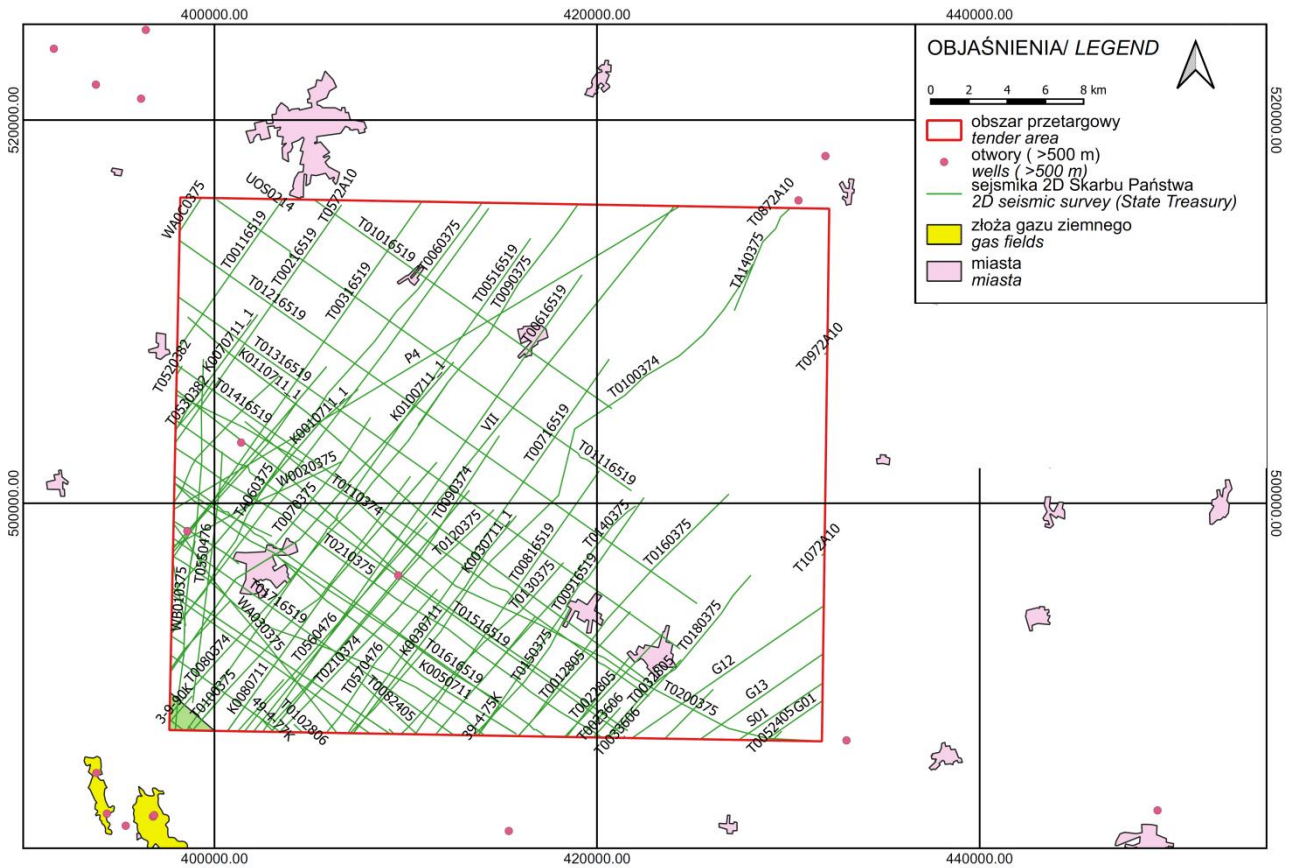 400000.00
420000.00
440000.00
520000.00
500000.00
520000.00
500000.00
400000.00
420000.00
440000.00
OBJAŚNIENIA/ LEGEND
0 2 4 6 8 km
obszar przetargowy
tender area
otwory ( >500 m)
wells ( >500 m)
sejsmika 2D Skarbu Państwa
2D seismic survey (State Treasury)
złoża gazu ziemnego
gas fields
miasta
miasta
WA0C0375
UOS0214
T0572A10
T00116519
T00216519
T01016519
T0060375
T0872A10
TA140375
T01216519
T00316519
T00516519
T0090375
T00616519
T0520382
K0070711_1
T01316519
K0110711_1
P4
T0100374
T0972A10
T0530382
T01416519
K0010711_1
K0100711_1
VII
T00716519
T01116519
W0020375
TA060375
T0070375
T0110374
T0090374
T0120375
K0030711_1
T0140375
T0160375
T1072A10
T0550476
T0210375
T00816519
T0130375
T00916519
WB010375
T01716519
WA030375
T01516519
T0180375
T0080374
T0560476
K0030711
T01616519
T0150375
G12
3-9-90K
T0100375
K0080711
T0210374
T0570476
K0050711
T0012805
T0022805
T0032805
T0200375
G13
49-4-77K
T0102806
T0082405
39-4-75K
T0023606
T0033606
S01
G01
T0052405